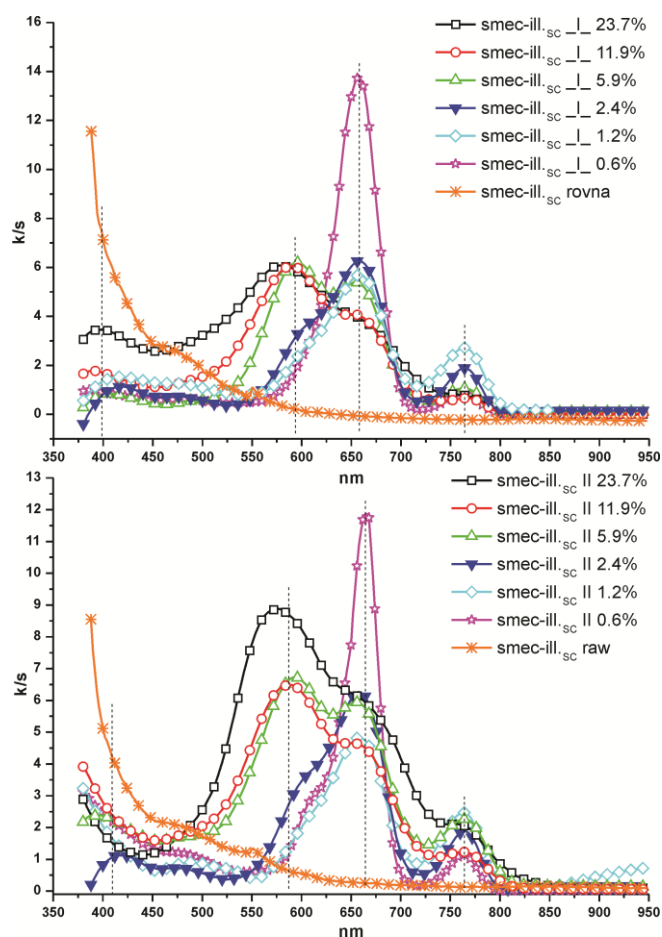 16
14
12
10
8
6
4
2
0
k/s
350 400 450 500 550 600 650 700 750 800 850 900 950
nm
smec-ill.SC _I_ 23.7%
smec-ill.SC _I_ 11.9%
smec-ill.SC _I_ 5.9%
smec-ill.SC _I_ 2.4%
smec-ill.SC _I_ 1.2%
smec-ill.SC _I_ 0.6%
smec-ill.SC rovna
13
12
11
10
9
8
7
6
5
4
3
2
1
0
k/s
350 400 450 500 550 600 650 700 750 800 850 900 950
nm
smec-ill.SC II 23.7%
smec-ill.SC II 11.9%
smec-ill.SC II 5.9%
smec-ill.SC II 2.4%
smec-ill.SC II 1.2%
smec-ill.SC II 0.6%
smec-ill.SC raw